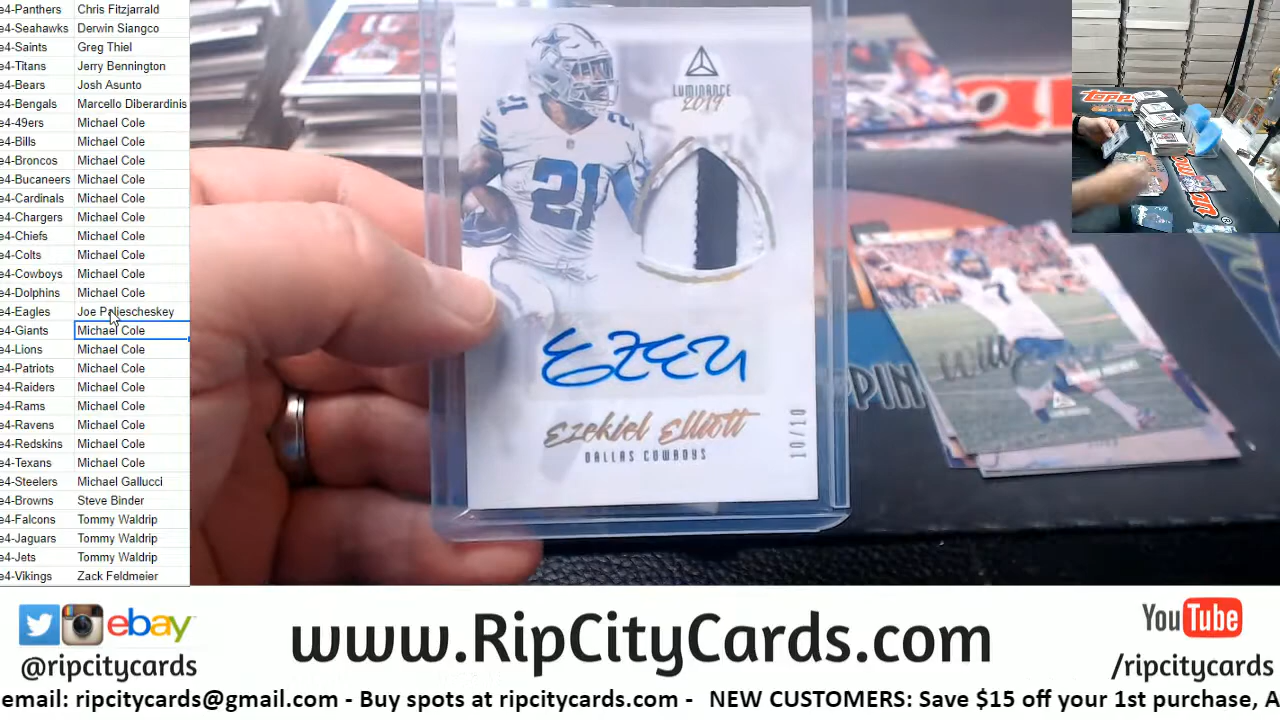 e4-Panthers Chris Fitzjarrald
e4-Seahawks Derwin Siangco
e4-Saints Greg Thiel
e4-Titans Jerry Bennington
e4-Bears Josh Asunto
e4-Bengals Marcello Diberardinis
e4-49ers Michael Cole
e4-Bills Michael Cole
e4-Broncos Michael Cole
e4-Bucaneers Michael Cole
e4-Cardinals Michael Cole
e4-Chargers Michael Cole
e4-Chiefs Michael Cole
e4-Colts Michael Cole
e4-Cowboys Michael Cole
e4-Dolphins Michael Cole
e4-Eagles Joe
e4-Giants Michael Cole
e4-Lions Michael Cole
e4-Patriots Michael Cole
e4-Raiders Michael Cole
e4-Rams Michael Cole
e4-Ravens Michael Cole
e4-Redskins Michael Cole
e4-Texans Michael Cole
e4-Steelers Michael Gallucci
e4-Browns Steve Binder
e4-Falcons Tommy Waldrip
e4-Jaguars Tommy Waldrip
e4-Jets Tommy Waldrip
e4-Vikings Zack Feldmeier
LUMINANCE
2019
21
21
EZE 21
Ezekiel Elliott
DALLAS COWBOYS
10/10
PPIN
7
Will
topps
ebay
@ripcitycards
www.RipCityCards.com
YouTube
/ripcitycards
email: ripcitycards@gmail.com - Buy spots at ripcitycards.com - NEW CUSTOMERS: Save $15 off your 1st purchase, A